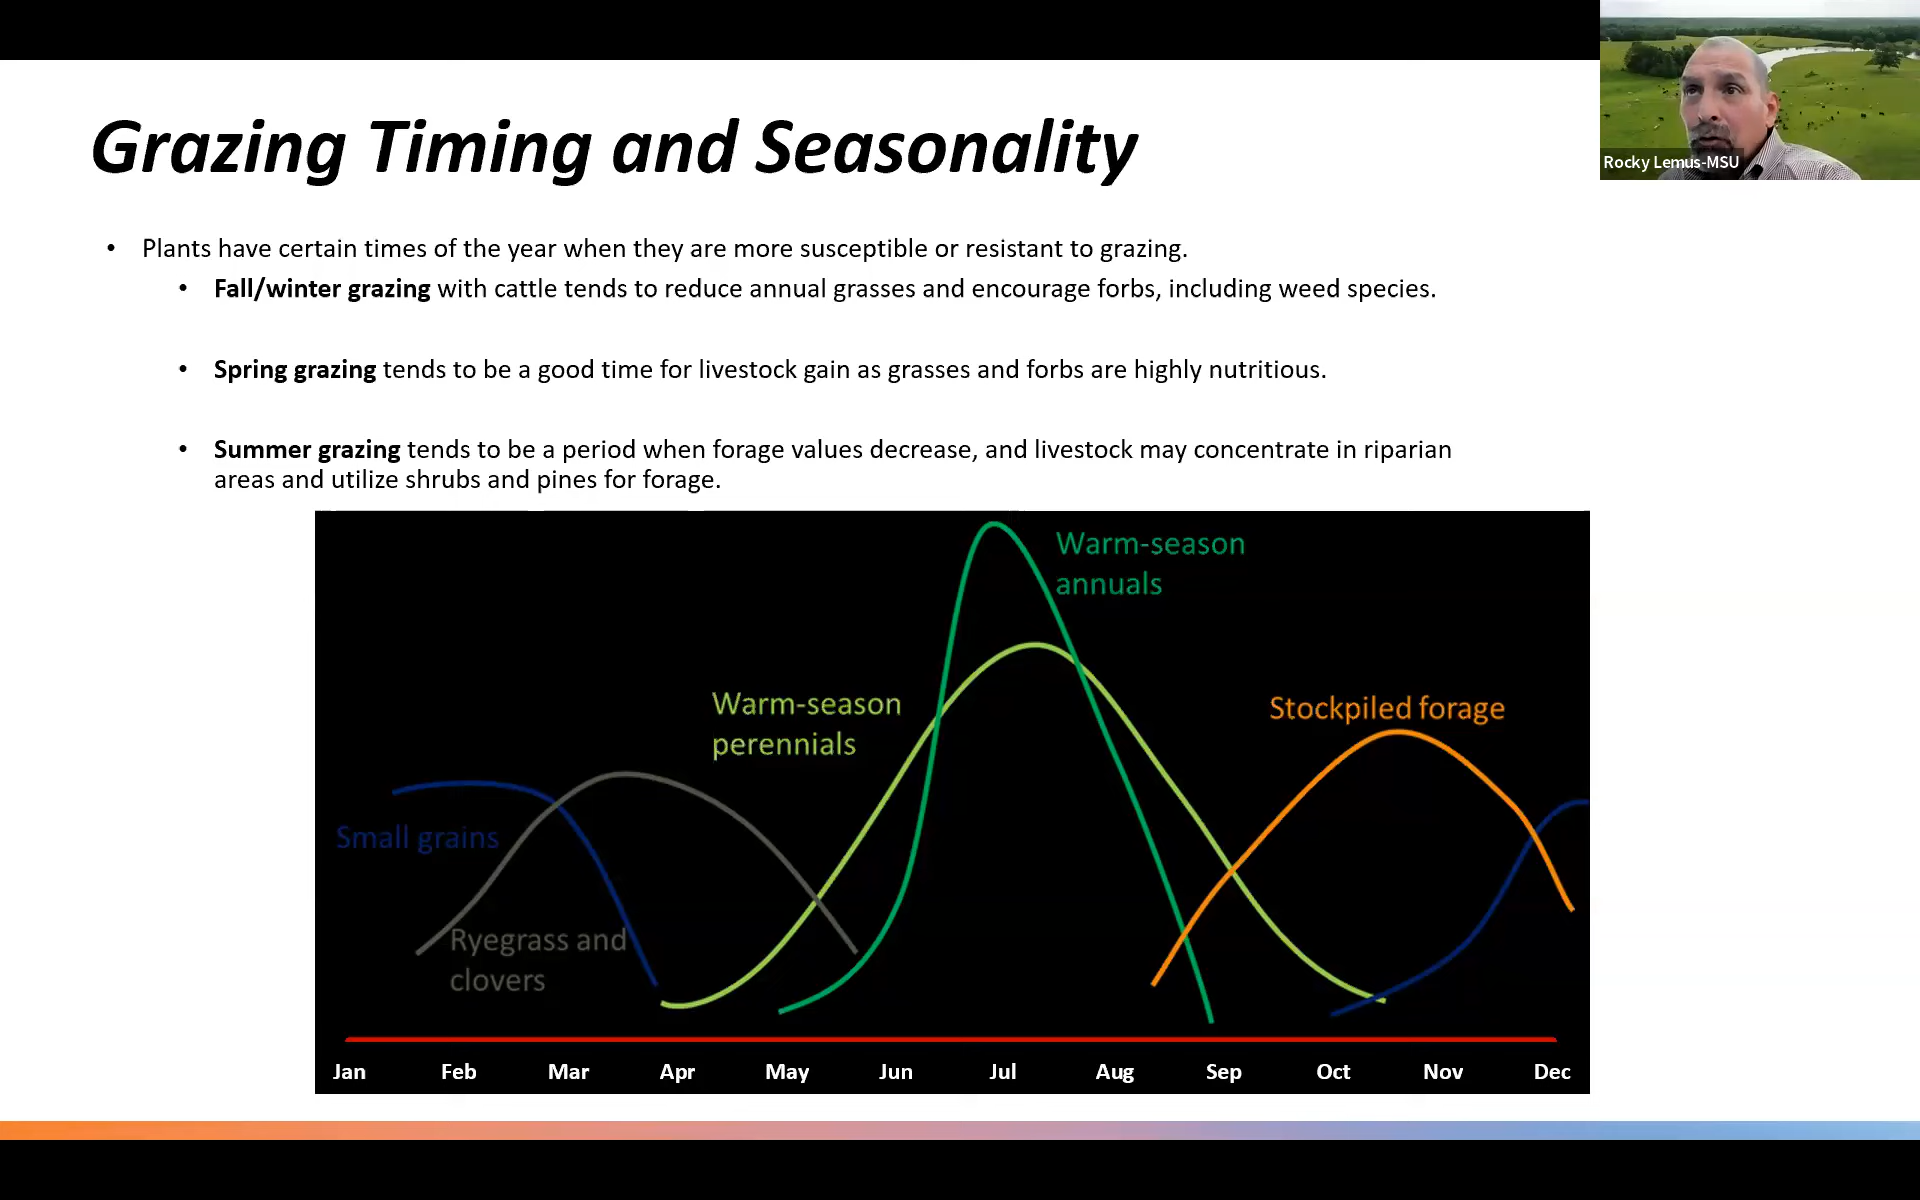 Grazing Timing and Seasonality
Rocky Lemus-MSU
• Plants have certain times of the year when they are more susceptible or resistant to grazing.
• Fall/winter grazing with cattle tends to reduce annual grasses and encourage forbs, including weed species.
• Spring grazing tends to be a good time for livestock gain as grasses and forbs are highly nutritious.
• Summer grazing tends to be a period when forage values decrease, and livestock may concentrate in riparian
areas and utilize shrubs and pines for forage.
Warm-season
annuals
Warm-season
perennials
Stockpiled forage
Small grains
Ryegrass and
clovers
Jan Feb Mar Apr May Jun Jul Aug Sep Oct Nov Dec